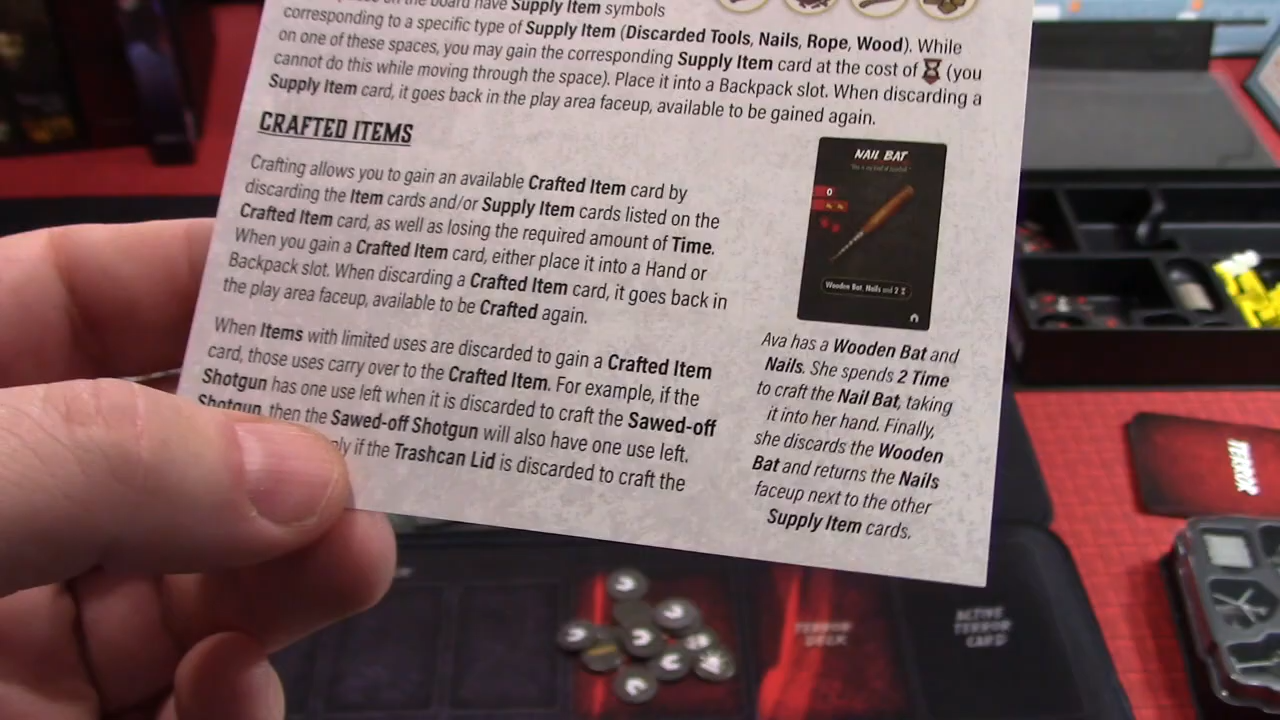 on the board have Supply Item symbols
corresponding to a specific type of Supply Item (Discarded Tools, Nails, Rope, Wood). While
on one of these spaces, you may gain the corresponding Supply Item card at the cost of (you
cannot do this while moving through the space). Place it into a Backpack slot. When discarding a
Supply Item card, it goes back in the play area faceup, available to be gained again.
CRAFTED ITEMS
Crafting allows you to gain an available Crafted Item card by
discarding the Item cards and/or Supply Item cards listed on the
Crafted Item card, as well as losing the required amount of Time.
When you gain a Crafted Item card, either place it into a Hand or
Backpack slot. When discarding a Crafted Item card, it goes back in
the play area faceup, available to be Crafted again.
When Items with limited uses are discarded to gain a Crafted Item
card, those uses carry over to the Crafted Item. For example, if the
Shotgun has one use left when it is discarded to craft the Sawed-off
Shotgun, then the Sawed-off Shotgun will also have one use left.
if the Trashcan Lid is discarded to craft the
NAIL BAT
0
Wooden Bat, Nails and 2
Ava has a Wooden Bat and
Nails. She spends 2 Time
to craft the Nail Bat, taking
it into her hand. Finally,
she discards the Wooden
Bat and returns the Nails
faceup next to the other
Supply Item cards.
TERROR
TERROR
DECK
ACTIVE
TERROR
CARD